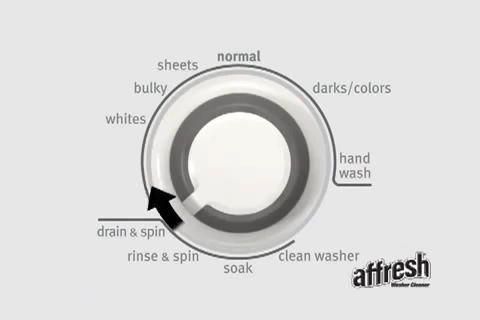 normal
sheets
bulky
darks/colors
whites
hand
wash
drain & spin
rinse & spin
clean washer
soak
affresh
Washer Cleaner